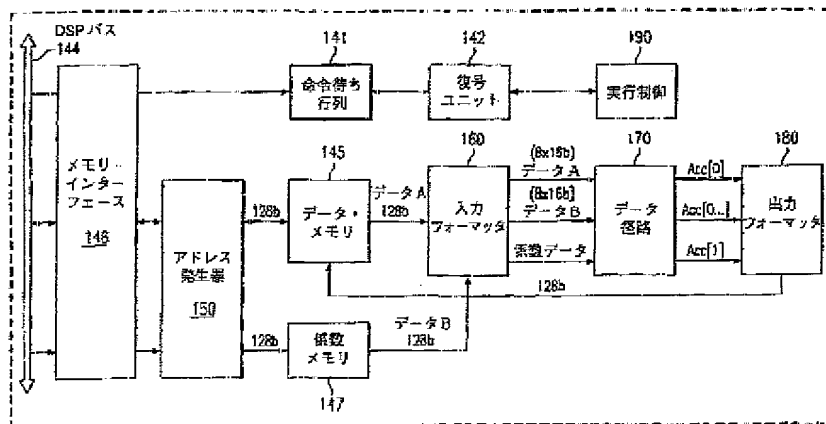 DSPバス
144
141
142
190
命令待ち
行列
復号
ユニット
実行制御
メモリ・
インター
フェース
146
アドレス
発生器
150
145
128b
データ・
メモリ
データA
128b
160
入力
フォーマッタ
(8x16b)
データA
(8x16b)
データB
係数データ
170
データ
経路
Acc[0]
Acc[0...]
Acc[1]
180
出力
フォーマッタ
128b
128b
係数
メモリ
147
データB
128b